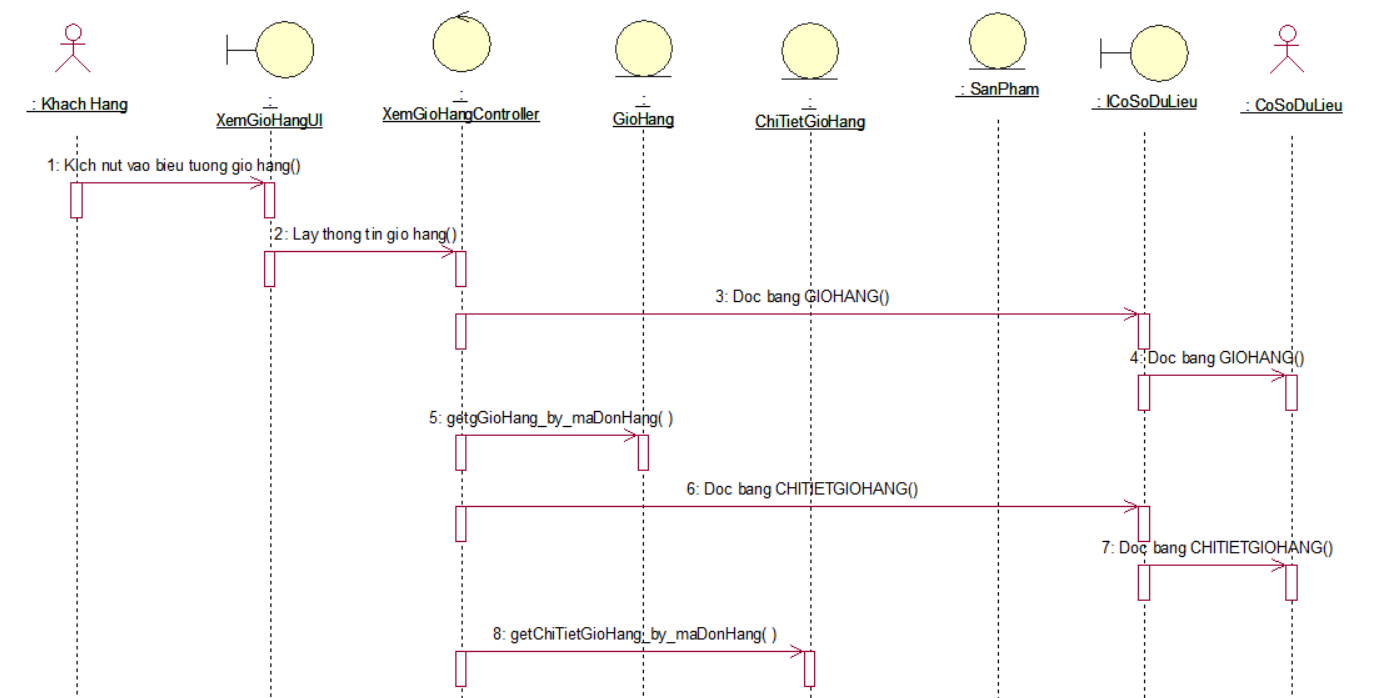 : Khach Hang
:
XemGioHangUI
:
XemGioHangController
:
GioHang
:
ChiTietGioHang
: SanPham
: ICoSoDuLieu
: CoSoDuLieu
1: Kich nut vao bieu tuong gio hang()
2: Lay thong tin gio hang()
3: Doc bang GIOHANG()
4: Doc bang GIOHANG()
5: getgGioHang_by_maDonHang( )
6: Doc bang CHITIETGIOHANG()
7: Doc bang CHITIETGIOHANG()
8: getChiTietGioHang_by_maDonHang( )